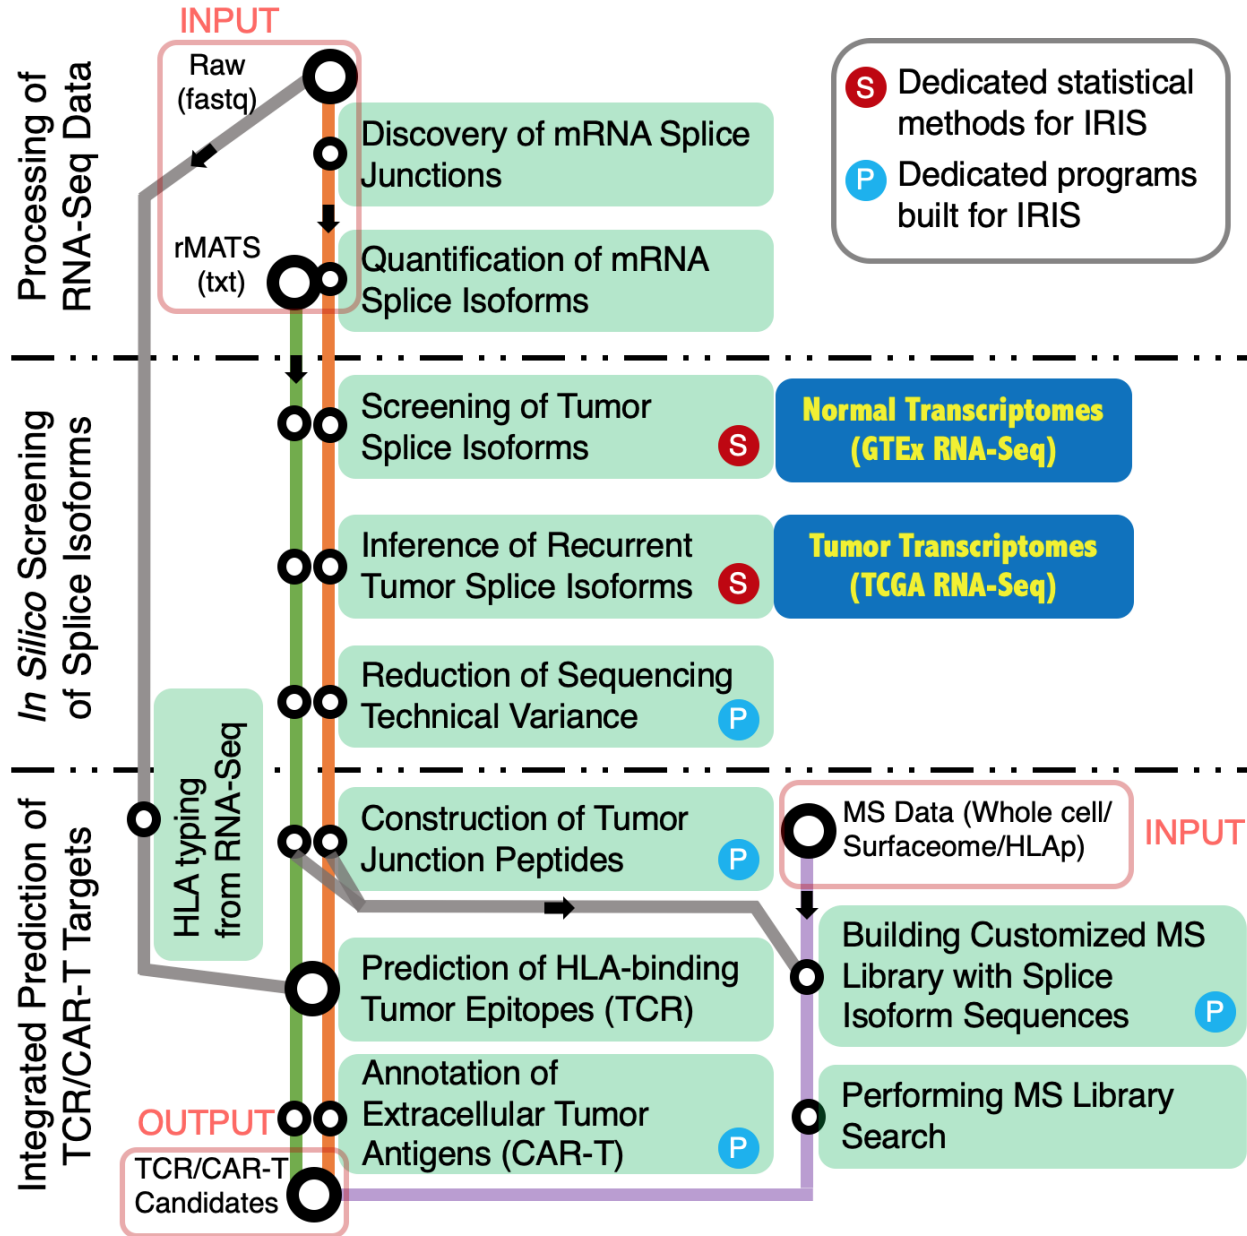 INPUT
Raw
(fastq)
rMATS
(txt)
Processing of
RNA-Seq Data
Discovery of mRNA Splice
Junctions
Quantification of mRNA
Splice Isoforms
S Dedicated statistical
methods for IRIS
P Dedicated programs
built for IRIS
In Silico Screening
of Splice Isoforms
Screening of Tumor
Splice Isoforms
S
Normal Transcriptomes
(GTEx RNA-Seq)
Inference of Recurrent
Tumor Splice Isoforms
S
Tumor Transcriptomes
(TCGA RNA-Seq)
Reduction of Sequencing
Technical Variance
P
HLA typing
from RNA-Seq
Integrated Prediction of
TCR/CAR-T Targets
Construction of Tumor
Junction Peptides
P
MS Data (Whole cell/
Surfaceome/HLAp)
INPUT
Prediction of HLA-binding
Tumor Epitopes (TCR)
Building Customized MS
Library with Splice
Isoform Sequences
P
Annotation of
Extracellular Tumor
Antigens (CAR-T)
P
Performing MS Library
Search
OUTPUT
TCR/CAR-T
Candidates